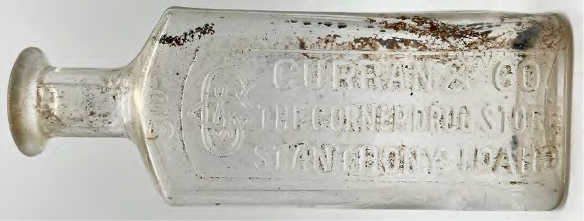 CURRAN & CO
THE CORNER DRUG STORE
ST ANTHONY, IDAHO